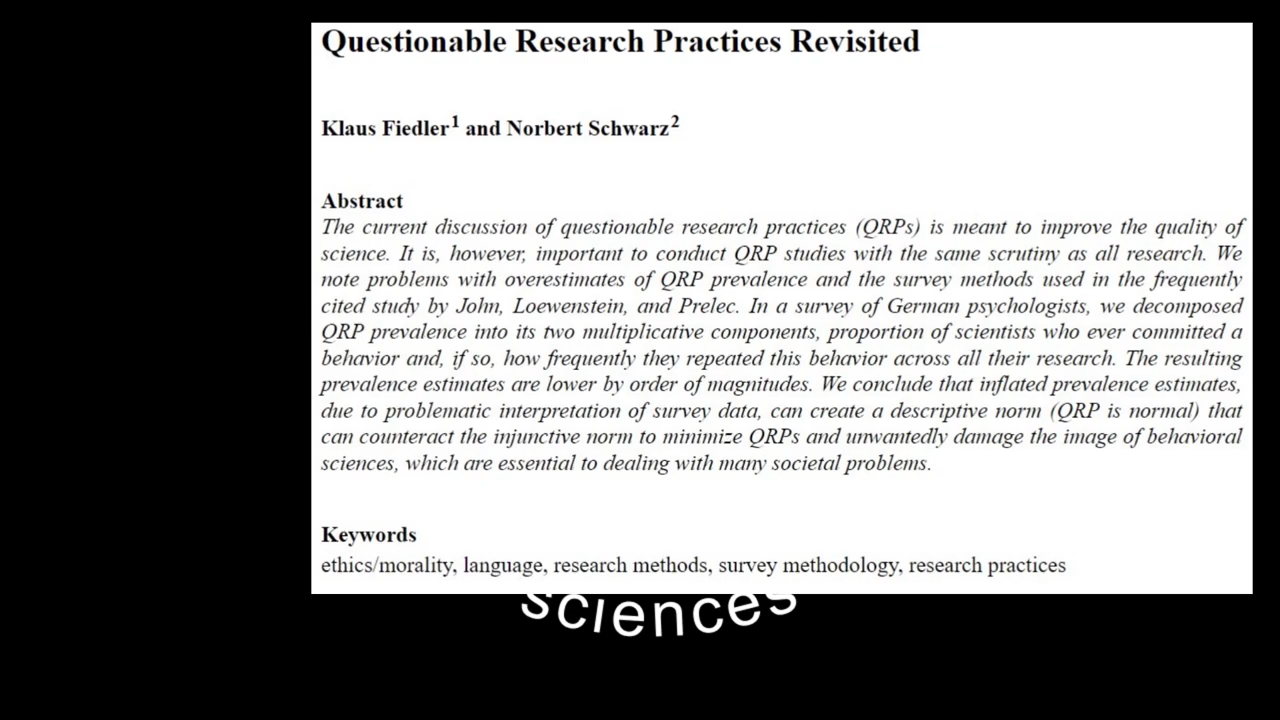 Questionable Research Practices Revisited
Klaus Fiedler1 and Norbert Schwarz2
Abstract
The current discussion of questionable research practices (QRPs) is meant to improve the quality of
science. It is, however, important to conduct QRP studies with the same scrutiny as all research. We
note problems with overestimates of QRP prevalence and the survey methods used in the frequently
cited study by John, Loewenstein, and Prelec. In a survey of German psychologists, we decomposed
QRP prevalence into its two multiplicative components, proportion of scientists who ever committed a
behavior and, if so, how frequently they repeated this behavior across all their research. The resulting
prevalence estimates are lower by order of magnitudes. We conclude that inflated prevalence estimates,
due to problematic interpretation of survey data, can create a descriptive norm (QRP is normal) that
can counteract the injunctive norm to minimize QRPs and unwantedly damage the image of behavioral
sciences, which are essential to dealing with many societal problems.
Keywords
ethics/morality, language, research methods, survey methodology, research practices
sciences